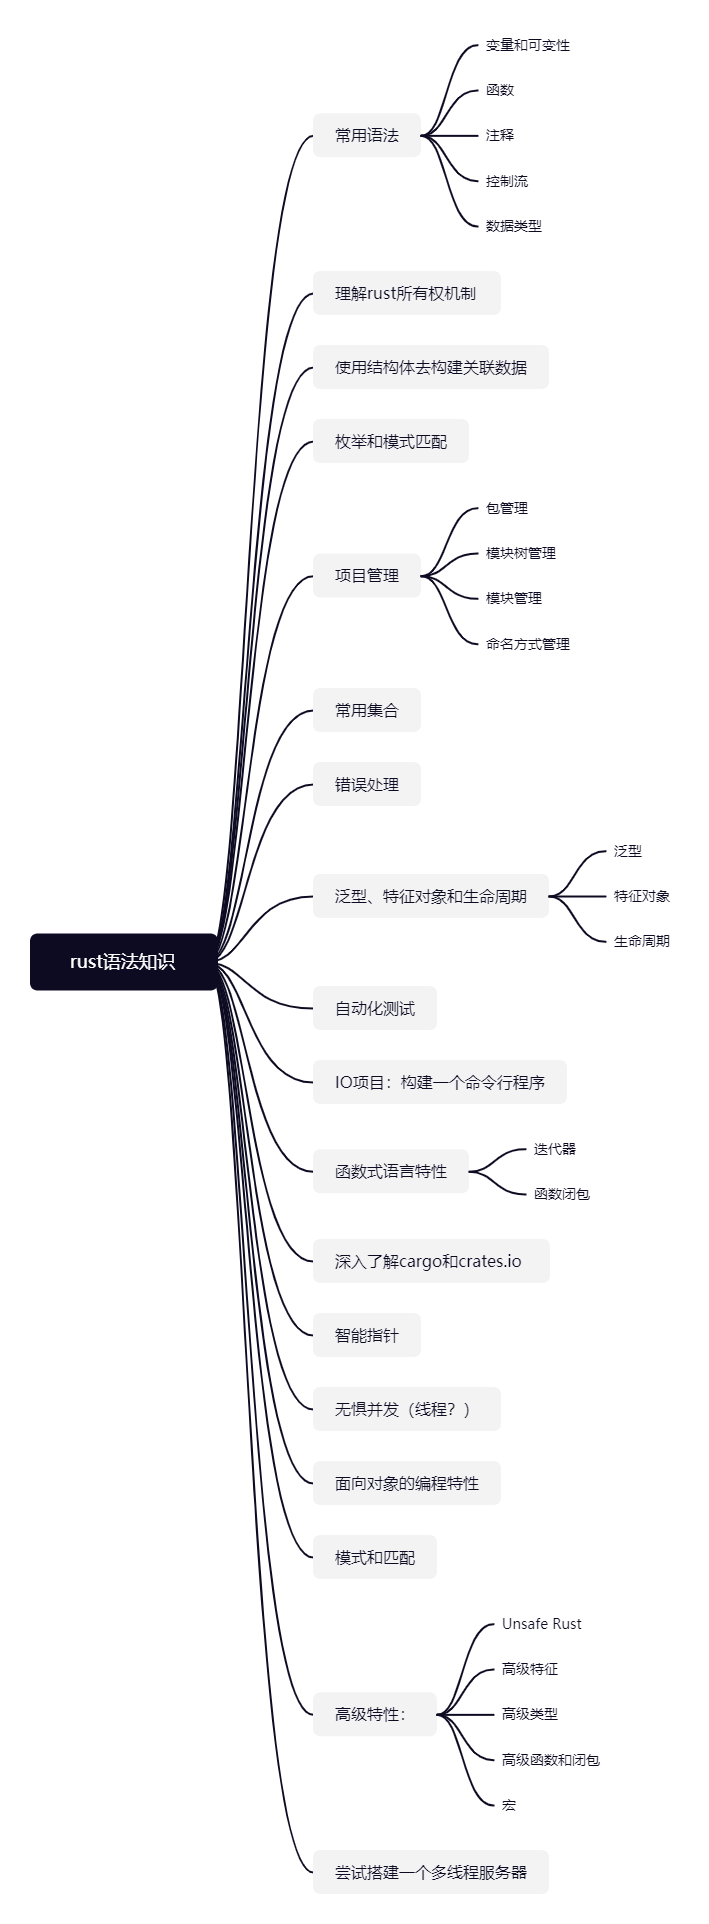 rust语法知识
常用语法
变量和可变性
函数
注释
控制流
数据类型
理解rust所有权机制
使用结构体去构建关联数据
枚举和模式匹配
项目管理
包管理
模块树管理
模块管理
命名方式管理
常用集合
错误处理
泛型、特征对象和生命周期
泛型
特征对象
生命周期
自动化测试
IO项目：构建一个命令行程序
函数式语言特性
迭代器
函数闭包
深入了解cargo和crates.io
智能指针
无惧并发（线程？）
面向对象的编程特性
模式和匹配
高级特性：
Unsafe Rust
高级特征
高级类型
高级函数和闭包
宏
尝试搭建一个多线程服务器